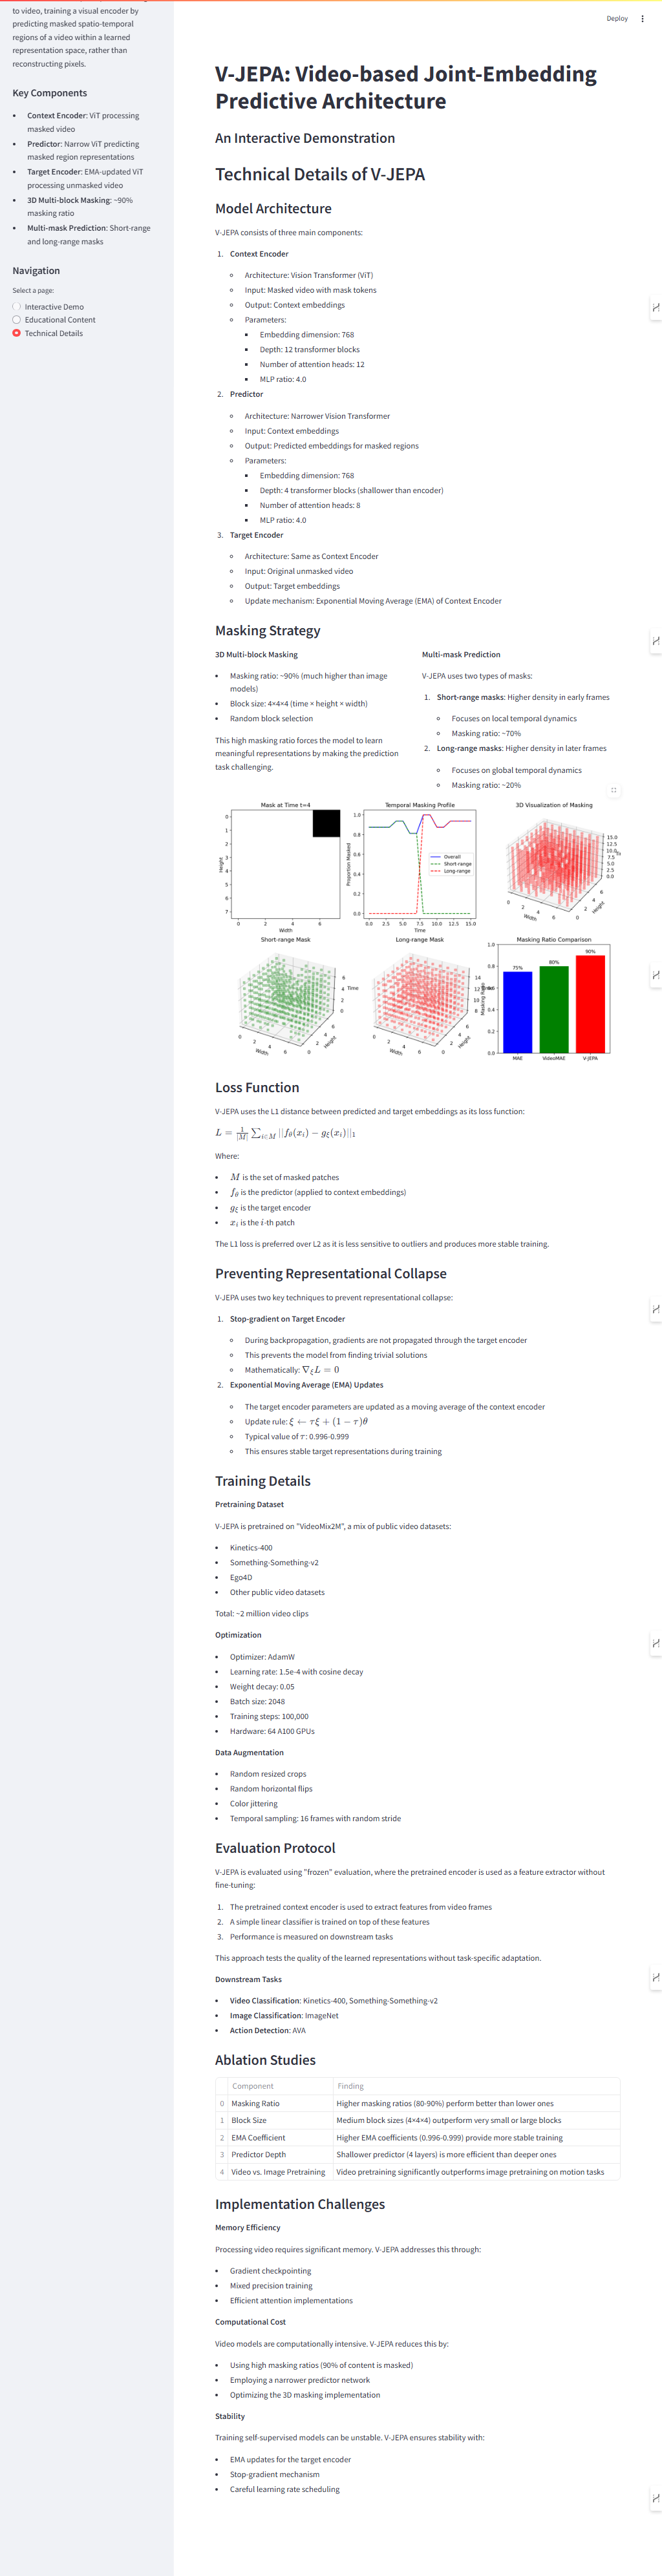 to video, training a visual encoder by
predicting masked spatio-temporal
regions of a video within a learned
representation space, rather than
reconstructing pixels.
Key Components
• Context Encoder: ViT processing
masked video
• Predictor: Narrow ViT predicting
masked region representations
• Target Encoder: EMA-updated ViT
processing unmasked video
• 3D Multi-block Masking: ~90%
masking ratio
• Multi-mask Prediction: Short-range
and long-range masks
Navigation
Select a page:
Interactive Demo
Educational Content
Technical Details
Deploy
V-JEPA: Video-based Joint-Embedding
Predictive Architecture
An Interactive Demonstration
Technical Details of V-JEPA
Model Architecture
V-JEPA consists of three main components:
1. Context Encoder
Architecture: Vision Transformer (ViT)
Input: Masked video with mask tokens
Output: Context embeddings
Parameters:
Embedding dimension: 768
Depth: 12 transformer blocks
Number of attention heads: 12
MLP ratio: 4.0
2. Predictor
Architecture: Narrower Vision Transformer
Input: Context embeddings
Output: Predicted embeddings for masked regions
Parameters:
Embedding dimension: 768
Depth: 4 transformer blocks (shallower than encoder)
Number of attention heads: 8
MLP ratio: 4.0
3. Target Encoder
Architecture: Same as Context Encoder
Input: Original unmasked video
Output: Target embeddings
Update mechanism: Exponential Moving Average (EMA) of Context Encoder
Masking Strategy
3D Multi-block Masking
Masking ratio: ~90% (much higher than image
models)
Block size: 4×4×4 (time × height × width)
Random block selection
This high masking ratio forces the model to learn
meaningful representations by making the prediction
task challenging.
Multi-mask Prediction
V-JEPA uses two types of masks:
1. Short-range masks: Higher density in early frames
Focuses on local temporal dynamics
Masking ratio: ~70%
2. Long-range masks: Higher density in later frames
Focuses on global temporal dynamics
Masking ratio: ~20%
Mask at Time t=4
Height
0
1
2
3
4
5
6
7
0 2 4 6
Width
Temporal Masking Profile
Proportion Masked
1.0
0.8
0.6
0.4
0.2
0.0
Overall
Short-range
Long-range
0.0 2.5 5.0 7.5 10.0 12.5 15.0
Time
3D Visualization of Masking
15.0
12.5
10.0
7.5
5.0
2.5
0.0
0 2 4 6
Width
0 2 4 6
Height
Short-range Mask
6
4
2
0
Time
0 2 4 6
Width
0 2 4 6
Height
Long-range Mask
14
12
10
8
0 2 4 6
Width
0 2 4 6
Height
Masking Ratio Comparison
1.0
0.8
0.6
0.4
0.2
0.0
75%
80%
90%
MAE VideoMAE V-JEPA
Loss Function
V-JEPA uses the L1 distance between predicted and target embeddings as its loss function:
L = 1/|M| ∑i∈M ||fθ(xi) − gξ(xi)||1
Where:
M is the set of masked patches
fθ is the predictor (applied to context embeddings)
gξ is the target encoder
xi is the i-th patch
The L1 loss is preferred over L2 as it is less sensitive to outliers and produces more stable training.
Preventing Representational Collapse
V-JEPA uses two key techniques to prevent representational collapse:
1. Stop-gradient on Target Encoder
During backpropagation, gradients are not propagated through the target encoder
This prevents the model from finding trivial solutions
Mathematically: ∇ξL = 0
2. Exponential Moving Average (EMA) Updates
The target encoder parameters are updated as a moving average of the context encoder
Update rule: ξ ← τξ + (1 − τ)θ
Typical value of τ: 0.996-0.999
This ensures stable target representations during training
Training Details
Pretraining Dataset
V-JEPA is pretrained on "VideoMix2M", a mix of public video datasets:
Kinetics-400
Something-Something-v2
Ego4D
Other public video datasets
Total: ~2 million video clips
Optimization
Optimizer: AdamW
Learning rate: 1.5e-4 with cosine decay
Weight decay: 0.05
Batch size: 2048
Training steps: 100,000
Hardware: 64 A100 GPUs
Data Augmentation
Random resized crops
Random horizontal flips
Color jittering
Temporal sampling: 16 frames with random stride
Evaluation Protocol
V-JEPA is evaluated using "frozen" evaluation, where the pretrained encoder is used as a feature extractor without
fine-tuning:
1. The pretrained context encoder is used to extract features from video frames
2. A simple linear classifier is trained on top of these features
3. Performance is measured on downstream tasks
This approach tests the quality of the learned representations without task-specific adaptation.
Downstream Tasks
Video Classification: Kinetics-400, Something-Something-v2
Image Classification: ImageNet
Action Detection: AVA
Ablation Studies
Component Finding
0 Masking Ratio Higher masking ratios (80-90%) perform better than lower ones
1 Block Size Medium block sizes (4×4×4) outperform very small or large blocks
2 EMA Coefficient Higher EMA coefficients (0.996-0.999) provide more stable training
3 Predictor Depth Shallower predictor (4 layers) is more efficient than deeper ones
4 Video vs. Image Pretraining Video pretraining significantly outperforms image pretraining on motion tasks
Implementation Challenges
Memory Efficiency
Processing video requires significant memory. V-JEPA addresses this through:
Gradient checkpointing
Mixed precision training
Efficient attention implementations
Computational Cost
Video models are computationally intensive. V-JEPA reduces this by:
Using high masking ratios (90% of content is masked)
Employing a narrower predictor network
Optimizing the 3D masking implementation
Stability
Training self-supervised models can be unstable. V-JEPA ensures stability with:
EMA updates for the target encoder
Stop-gradient mechanism
Careful learning rate scheduling